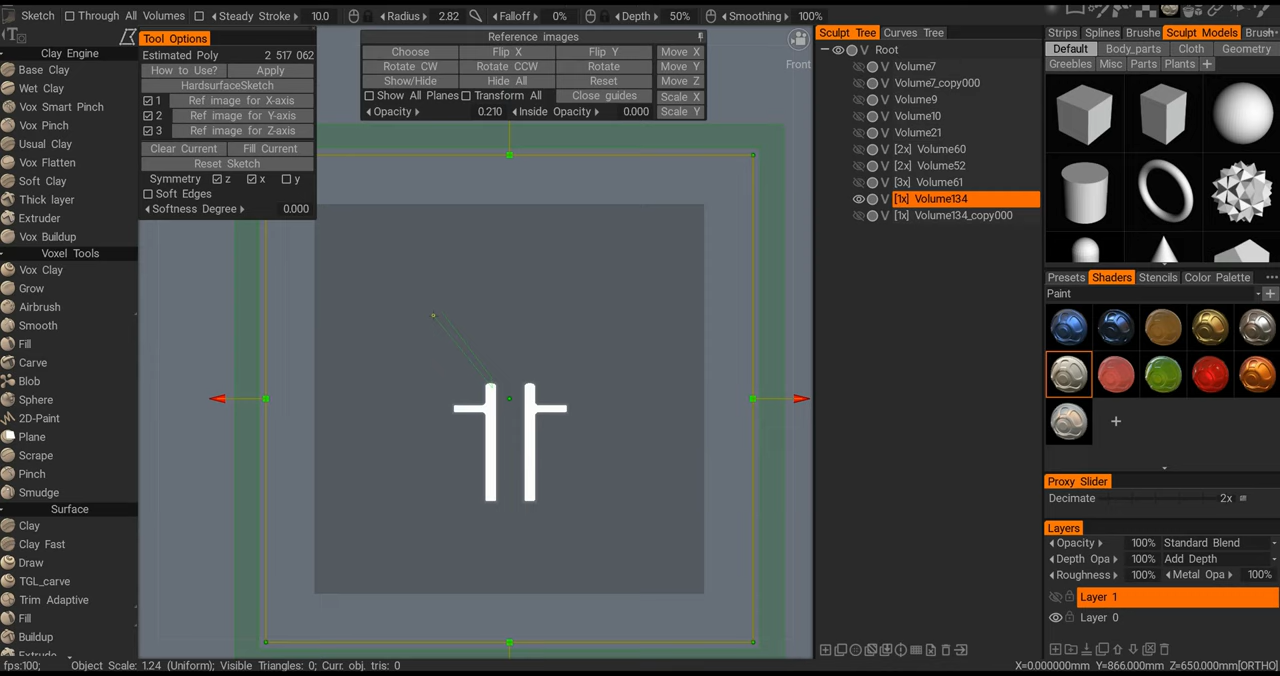 Sketch Through All Volumes Steady Stroke 10.0 Radius 2.82 Falloff 0% Depth 50% Smoothing 100%
Clay Engine
Base Clay
Wet Clay
Vox Smart Pinch
Vox Pinch
Usual Clay
Vox Flatten
Soft Clay
Thick layer
Extruder
Vox Buildup
Voxel Tools
Vox Clay
Grow
Airbrush
Smooth
Fill
Carve
Blob
Sphere
2D-Paint
Plane
Scrape
Pinch
Smudge
Surface
Clay
Clay Fast
Draw
TGL_carve
Trim Adaptive
Fill
Buildup
Tool Options
Estimated Poly 2 517 062
How to Use? Apply
HardsurfaceSketch
1 Ref image for X-axis
2 Ref image for Y-axis
3 Ref image for Z-axis
Clear Current Fill Current
Reset Sketch
Symmetry z x y
Soft Edges
Softness Degree 0.000
Reference images
Choose Flip X Flip Y Move X
Rotate CW Rotate CCW Rotate Move Y
Show/Hide Hide All Reset Move Z
Show All Planes Transform All Close guides Scale X
Opacity 0.210 Inside Opacity 0.000 Scale Y
Front
Sculpt Tree Curves Tree
Root
V Volume7
V Volume7_copy000
V Volume9
V Volume10
V Volume21
V [2x] Volume60
V [2x] Volume52
V [3x] Volume61
V [1x] Volume134
V [1x] Volume134_copy000
Strips Splines Brushe Sculpt Models Brush
Default Body_parts Cloth Geometry
Greebles Misc Parts Plants +
Presets Shaders Stencils Color Palette
Paint
Proxy Slider
Decimate 2x
Layers
Opacity 100% Standard Blend
Depth Opa 100% Add Depth
Roughness 100% Metal Opa 100%
Layer 1
Layer 0
fps:100; Object Scale: 1.24 (Uniform); Visible Triangles: 0; Curr. obj. tris: 0
X=0.000000mm Y=866.000mm Z=650.000mm[ORTHO]